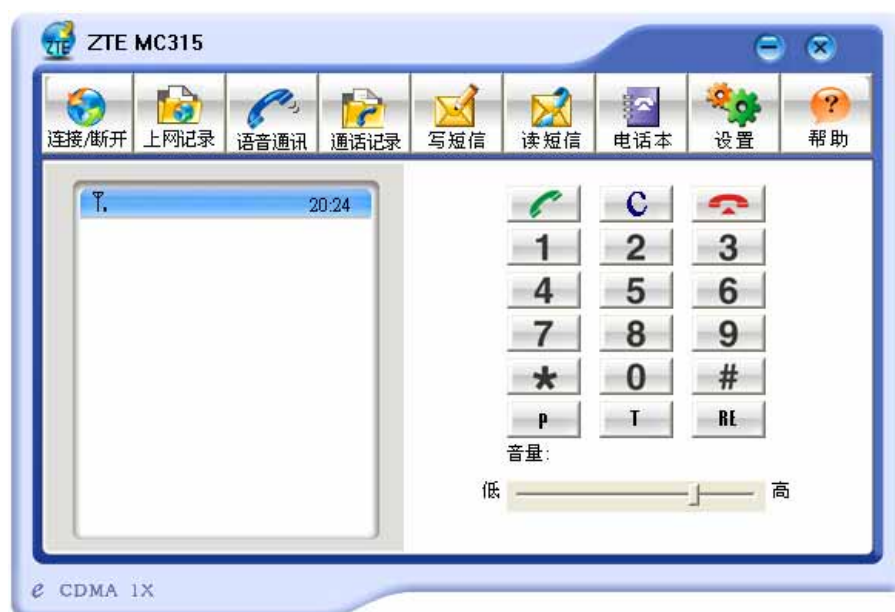 ZTE MC315
ZTE
连接/断开 上网记录 语音通讯 通话记录 写短信 读短信 电话本 设置 帮助
20:24
C
1 2 3
4 5 6
7 8 9
* 0 #
P T RE
音量:
低 高
e CDMA 1X